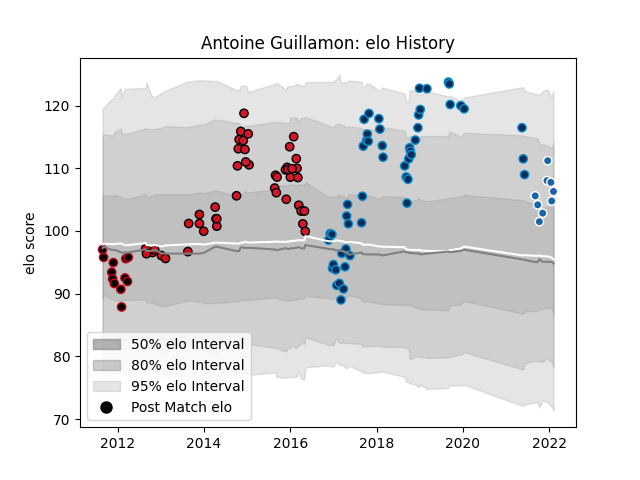 Antoine Guillamon: elo History
elo score
120
110
100
90
80
70
50% elo Interval
80% elo Interval
95% elo Interval
Post Match elo
2012
2014
2016
2018
2020
2022